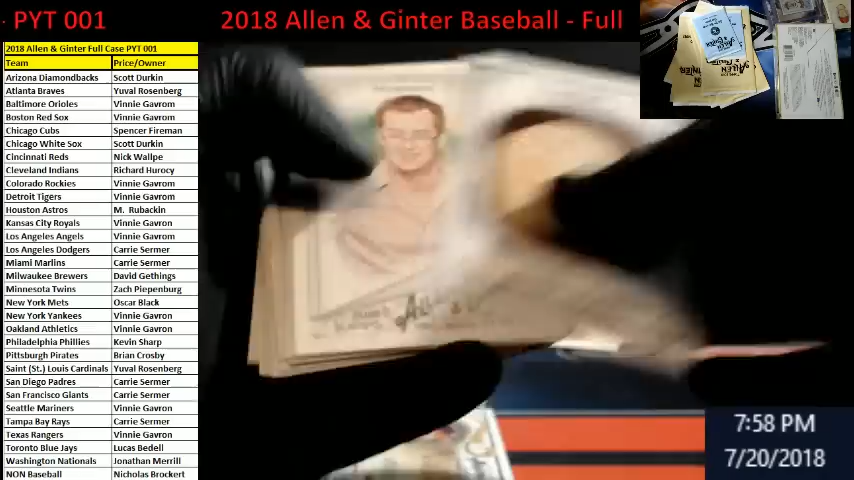 PYT 001
2018 Allen & Ginter Baseball - Full
2018 Allen & Ginter Full Case PYT 001
Team Price/Owner
Arizona Diamondbacks Scott Durkin
Atlanta Braves Yuval Rosenberg
Baltimore Orioles Vinnie Gavrom
Boston Red Sox Vinnie Gavrom
Chicago Cubs Spencer Fireman
Chicago White Sox Scott Durkin
Cincinnati Reds Nick Wallpe
Cleveland Indians Richard Hurocy
Colorado Rockies Vinnie Gavrom
Detroit Tigers Vinnie Gavrom
Houston Astros M. Rubackin
Kansas City Royals Vinnie Gavron
Los Angeles Angels Vinnie Gavrom
Los Angeles Dodgers Carrie Sermer
Miami Marlins Carrie Sermer
Milwaukee Brewers David Gethings
Minnesota Twins Zach Piepenburg
New York Mets Oscar Black
New York Yankees Vinnie Gavron
Oakland Athletics Vinnie Gavron
Philadelphia Phillies Kevin Sharp
Pittsburgh Pirates Brian Crosby
Saint (St.) Louis Cardinals Yuval Rosenberg
San Diego Padres Carrie Sermer
San Francisco Giants Carrie Sermer
Seattle Mariners Vinnie Gavron
Tampa Bay Rays Carrie Sermer
Texas Rangers Vinnie Gavron
Toronto Blue Jays Lucas Bedell
Washington Nationals Jonathan Merrill
NON Baseball Nicholas Brockert
7:58 PM
7/20/2018